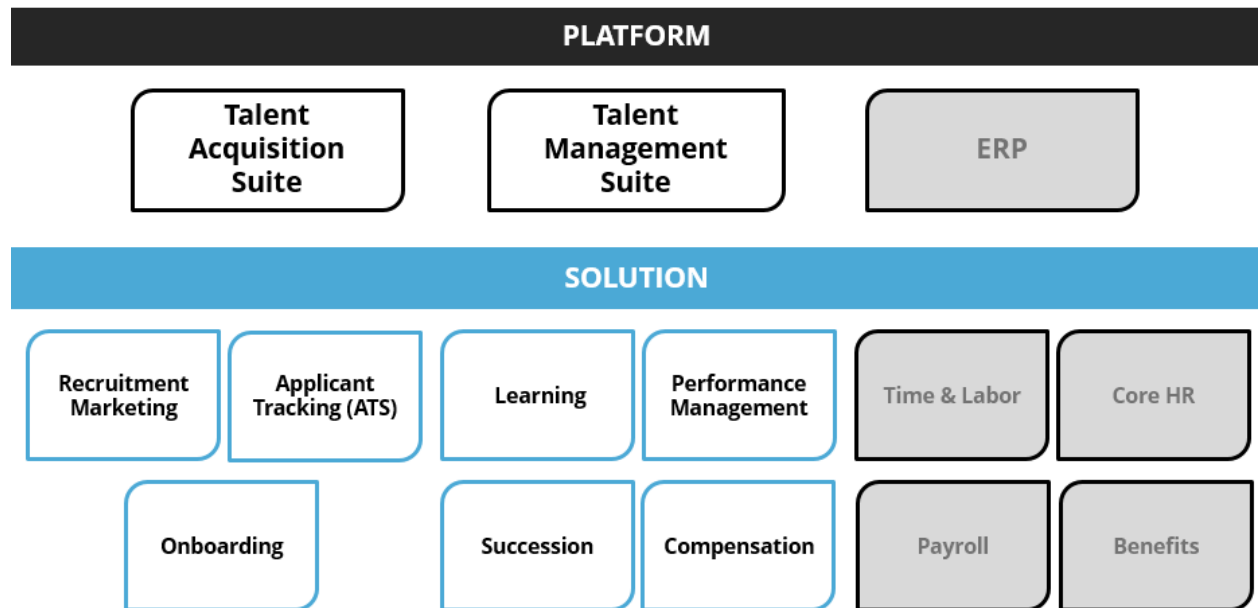 PLATFORM
Talent
Acquisition
Suite
Talent
Management
Suite
ERP
SOLUTION
Recruitment
Marketing
Applicant
Tracking (ATS)
Learning
Performance
Management
Time & Labor
Core HR
Onboarding
Succession
Compensation
Payroll
Benefits